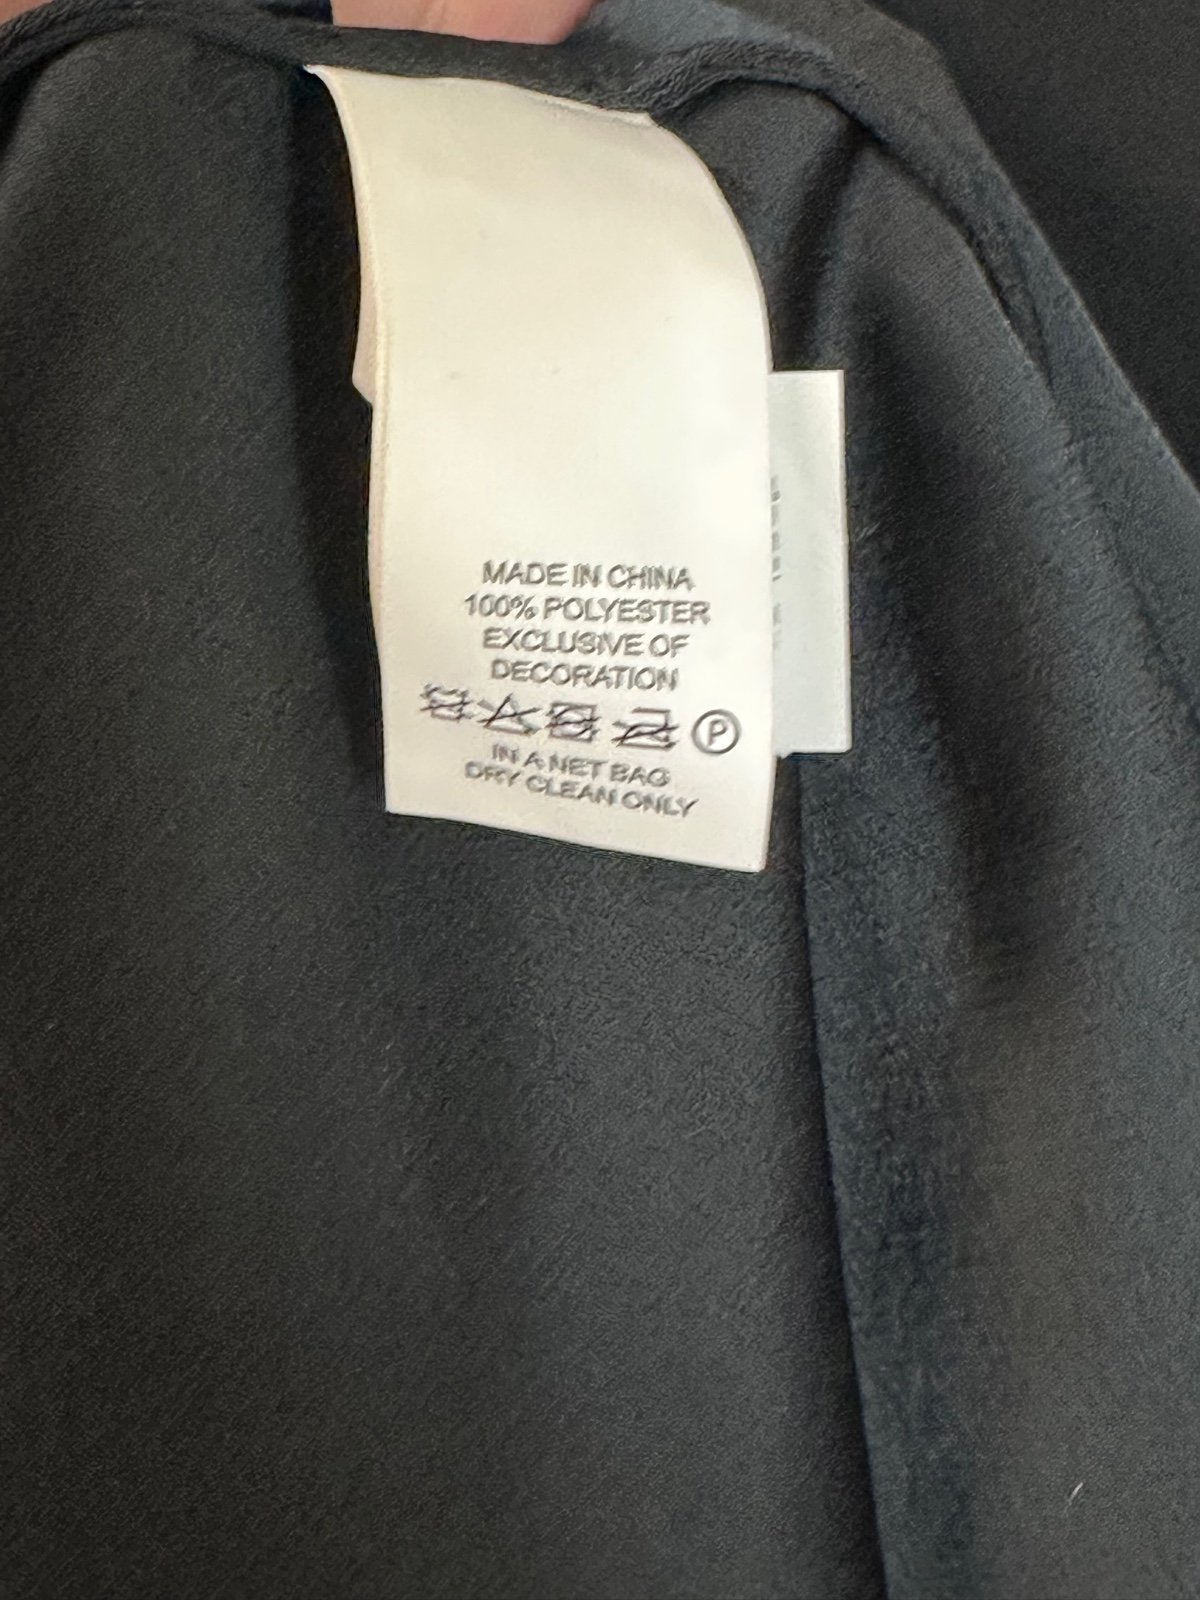 MADE IN CHINA
100% POLYESTER
EXCLUSIVE OF
DECORATION
P
IN A NET BAG
DRY CLEAN ONLY